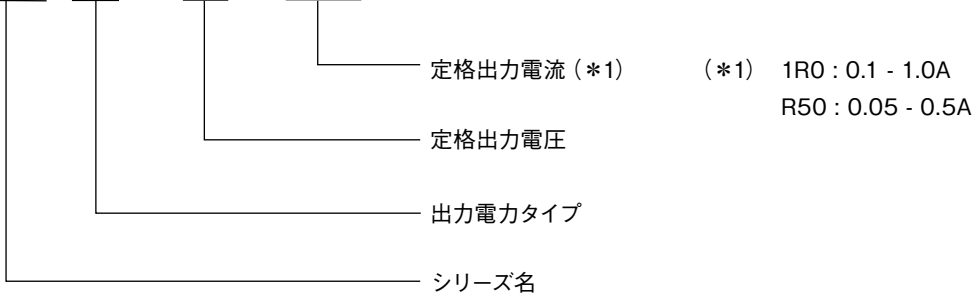 定格出力電流（＊1） （＊1） 1R0 : 0.1 - 1.0A
R50 : 0.05 - 0.5A
定格出力電圧
出力電力タイプ
シリーズ名